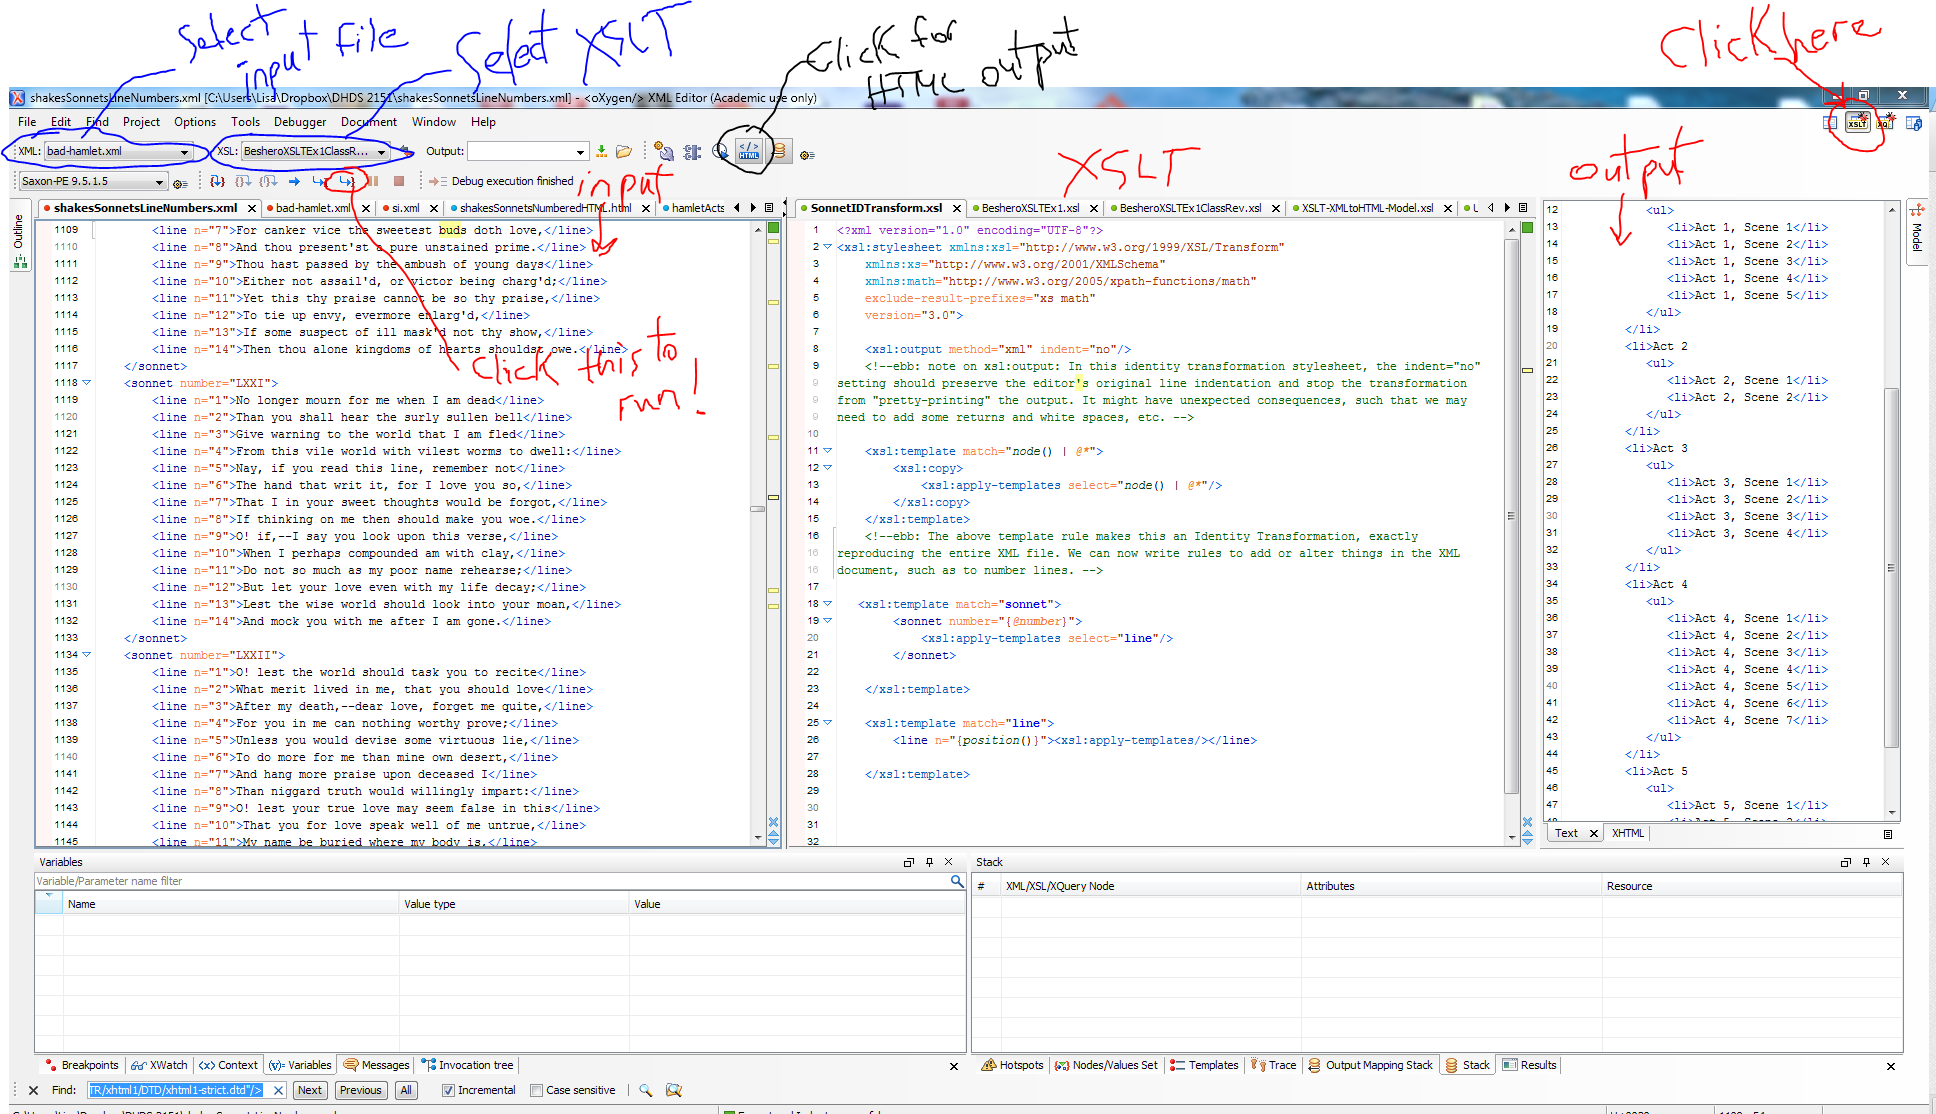 Select
input file
Select XSLT
Click for
HTML output
Click here
shakesSonnetsLineNumbers.xml [C:\Users\Lisa\Dropbox\DHDS 2151\shakesSonnetsLineNumbers.xml] - <oXygen/> XML Editor (Academic use only)
File Edit Find Project Options Tools Debugger Document Window Help
XML: bad-hamlet.xml XSL: BesheroXSLTEx1ClassR... Output:
Saxon-PE 9.5.1.5 Debug execution finished
input
XSLT
output
Outline
shakesSonnetsLineNumbers.xml bad-hamlet.xml si.xml shakesSonnetsNumberedHTML.html hamletActs
1109 <line n="7">For canker vice the sweetest buds doth love,</line>
1110 <line n="8">And thou present'st a pure unstained prime.</line>
1111 <line n="9">Thou hast passed by the ambush of young days</line>
1112 <line n="10">Either not assail'd, or victor being charg'd;</line>
1113 <line n="11">Yet this thy praise cannot be so thy praise,</line>
1114 <line n="12">To tie up envy, evermore enlarg'd,</line>
1115 <line n="13">If some suspect of ill mask'd not thy show,</line>
1116 <line n="14">Then thou alone kingdoms of hearts shouldst owe.</line>
1117 </sonnet>
1118 <sonnet number="LXXI">
1119 <line n="1">No longer mourn for me when I am dead</line>
1120 <line n="2">Than you shall hear the surly sullen bell</line>
1121 <line n="3">Give warning to the world that I am fled</line>
1122 <line n="4">From this vile world with vilest worms to dwell:</line>
1123 <line n="5">Nay, if you read this line, remember not</line>
1124 <line n="6">The hand that writ it, for I love you so,</line>
1125 <line n="7">That I in your sweet thoughts would be forgot,</line>
1126 <line n="8">If thinking on me then should make you woe.</line>
1127 <line n="9">O! if,--I say you look upon this verse,</line>
1128 <line n="10">When I perhaps compounded am with clay,</line>
1129 <line n="11">Do not so much as my poor name rehearse;</line>
1130 <line n="12">But let your love even with my life decay;</line>
1131 <line n="13">Lest the wise world should look into your moan,</line>
1132 <line n="14">And mock you with me after I am gone.</line>
1133 </sonnet>
1134 <sonnet number="LXXII">
1135 <line n="1">O! lest the world should task you to recite</line>
1136 <line n="2">What merit lived in me, that you should love</line>
1137 <line n="3">After my death,--dear love, forget me quite,</line>
1138 <line n="4">For you in me can nothing worthy prove;</line>
1139 <line n="5">Unless you would devise some virtuous lie,</line>
1140 <line n="6">To do more for me than mine own desert,</line>
1141 <line n="7">And hang more praise upon deceased I</line>
1142 <line n="8">Than niggard truth would willingly impart:</line>
1143 <line n="9">O! lest your true love may seem false in this</line>
1144 <line n="10">That you for love speak well of me untrue,</line>
1145 <line n="11">My name be buried where my body is,</line>
Click this to
run!
SonnetIDTransform.xsl BesheroXSLTEx1.xsl BesheroXSLTEx1ClassRev.xsl XSLT-XMLtoHTML-Model.xsl
1 <?xml version="1.0" encoding="UTF-8"?>
2 <xsl:stylesheet xmlns:xsl="http://www.w3.org/1999/XSL/Transform"
3 xmlns:xs="http://www.w3.org/2001/XMLSchema"
4 xmlns:math="http://www.w3.org/2005/xpath-functions/math"
5 exclude-result-prefixes="xs math"
6 version="3.0">
7
8 <xsl:output method="xml" indent="no"/>
9 <!--ebb: note on xsl:output: In this identity transformation stylesheet, the indent="no"
9 setting should preserve the editor's original line indentation and stop the transformation
9 from "pretty-printing" the output. It might have unexpected consequences, such that we may
9 need to add some returns and white spaces, etc. -->
10
11 <xsl:template match="node() | @*">
12 <xsl:copy>
13 <xsl:apply-templates select="node() | @*"/>
14 </xsl:copy>
15 </xsl:template>
16 <!--ebb: The above template rule makes this an Identity Transformation, exactly
16 reproducing the entire XML file. We can now write rules to add or alter things in the XML
16 document, such as to number lines. -->
17
18 <xsl:template match="sonnet">
19 <sonnet number="{@number}">
20 <xsl:apply-templates select="line"/>
21 </sonnet>
22
23 </xsl:template>
24
25 <xsl:template match="line">
26 <line n="{position()}"><xsl:apply-templates/></line>
27
28 </xsl:template>
29
30
31
32
12 <ul>
13 <li>Act 1, Scene 1</li>
14 <li>Act 1, Scene 2</li>
15 <li>Act 1, Scene 3</li>
16 <li>Act 1, Scene 4</li>
17 <li>Act 1, Scene 5</li>
18 </ul>
19 </li>
20 <li>Act 2
21 <ul>
22 <li>Act 2, Scene 1</li>
23 <li>Act 2, Scene 2</li>
24 </ul>
25 </li>
26 <li>Act 3
27 <ul>
28 <li>Act 3, Scene 1</li>
29 <li>Act 3, Scene 2</li>
30 <li>Act 3, Scene 3</li>
31 <li>Act 3, Scene 4</li>
32 </ul>
33 </li>
34 <li>Act 4
35 <ul>
36 <li>Act 4, Scene 1</li>
37 <li>Act 4, Scene 2</li>
38 <li>Act 4, Scene 3</li>
39 <li>Act 4, Scene 4</li>
40 <li>Act 4, Scene 5</li>
41 <li>Act 4, Scene 6</li>
42 <li>Act 4, Scene 7</li>
43 </ul>
44 </li>
45 <li>Act 5
46 <ul>
47 <li>Act 5, Scene 1</li>
Text XHTML
Model
Variables
Variable/Parameter name filter
Name Value type Value
Stack
# XML/XSL/XQuery Node Attributes Resource
Breakpoints XWatch Context Variables Messages Invocation tree
Hotspots Nodes/Values Set Templates Trace Output Mapping Stack Stack Results
Find: TR/xhtml1/DTD/xhtml1-strict.dtd"/> Next Previous All Incremental Case sensitive